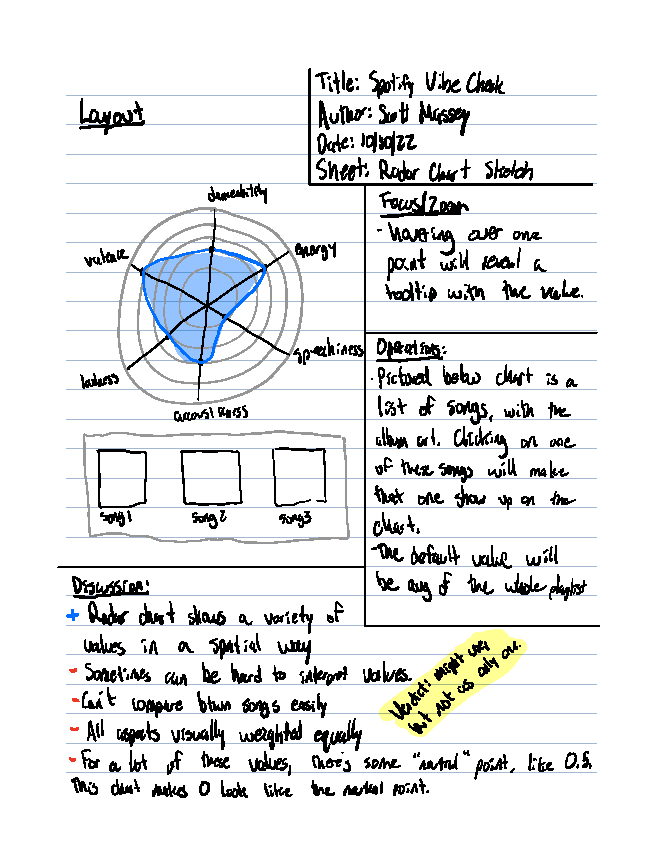 Layout
Title: Spotify Vibe Check
Author: Scott Massey
Date: 10/30/22
Sheet: Radar Chart Sketch
danceability
valence
energy
loudness
speechiness
acousticness
song 1
song 2
song 3
Focus/Zoom
- hovering over one
point will reveal a
tooltip with the value.
Operations:
- Pictured below chart is a
list of songs, with the
album art. Clicking on one
of these songs will make
that one show up on the
chart.
- The default value will
be avg of the whole playlist
Discussion:
+ Radar chart shows a variety of
values in a spatial way
- Sometimes can be hard to interpret values.
- Can't compare btwn songs easily
- All aspects visually weighted equally
- For a lot of these values, there's some "neutral" point, like 0.5.
This chart makes 0 look like the neutral point.
Verdict: might use,
but not as only one.